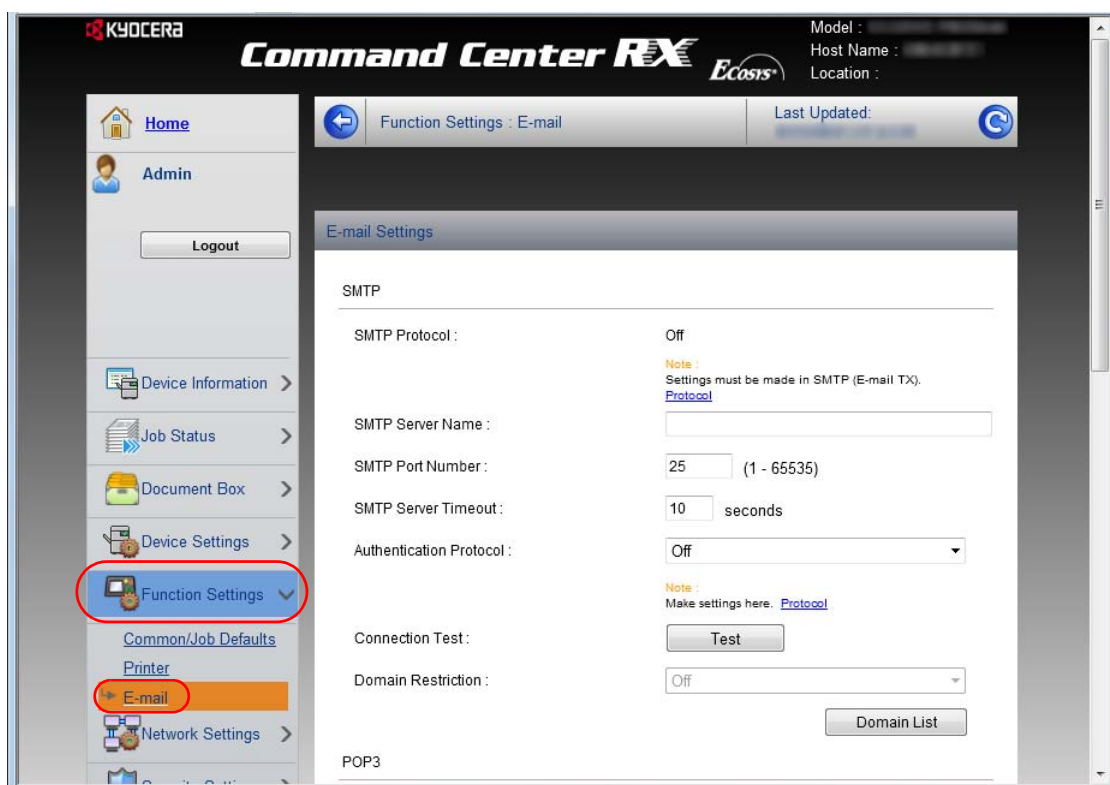 KYOCERA
Command Center RX
Ecosys
Model :
Host Name :
Location :
Home
Admin
Logout
Device Information
Job Status
Document Box
Device Settings
Function Settings
Common/Job Defaults
Printer
E-mail
Network Settings
Function Settings : E-mail
Last Updated:
E-mail Settings
SMTP
SMTP Protocol : Off
Note :
Settings must be made in SMTP (E-mail TX).
Protocol
SMTP Server Name :
SMTP Port Number : 25 (1 - 65535)
SMTP Server Timeout : 10 seconds
Authentication Protocol : Off
Note :
Make settings here. Protocol
Connection Test : Test
Domain Restriction : Off
Domain List
POP3